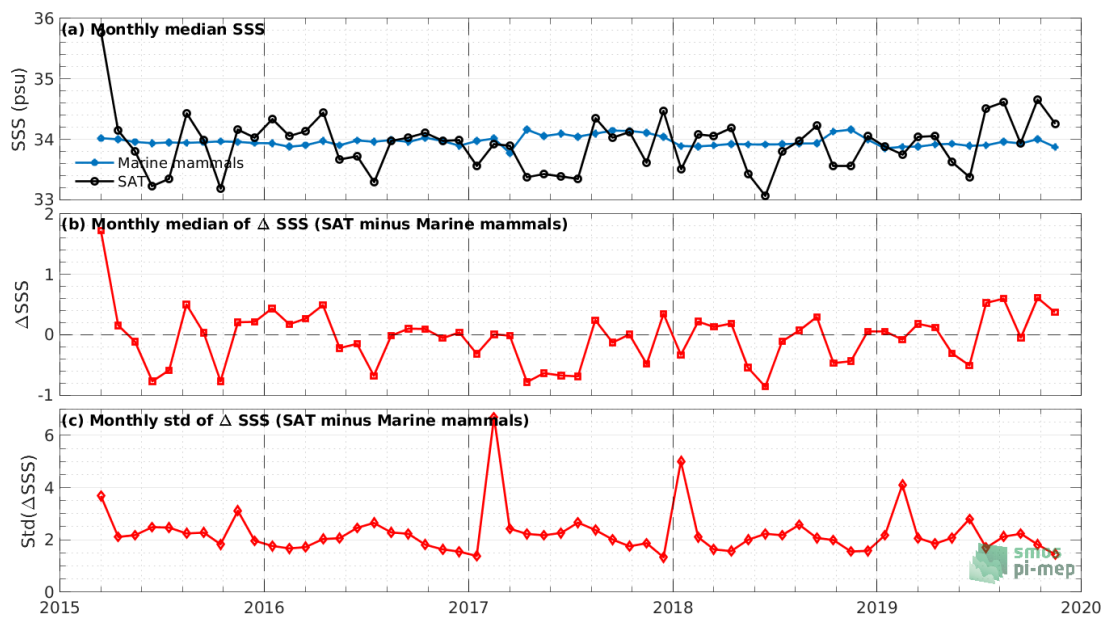 (a) Monthly median SSS
36
35
34
33
SSS (psu)
Marine mammals
SAT
(b) Monthly median of Δ SSS (SAT minus Marine mammals)
2
1
0
-1
ΔSSS
(c) Monthly std of Δ SSS (SAT minus Marine mammals)
6
4
2
0
Std(ΔSSS)
smos
pi-mep
2015 2016 2017 2018 2019 2020